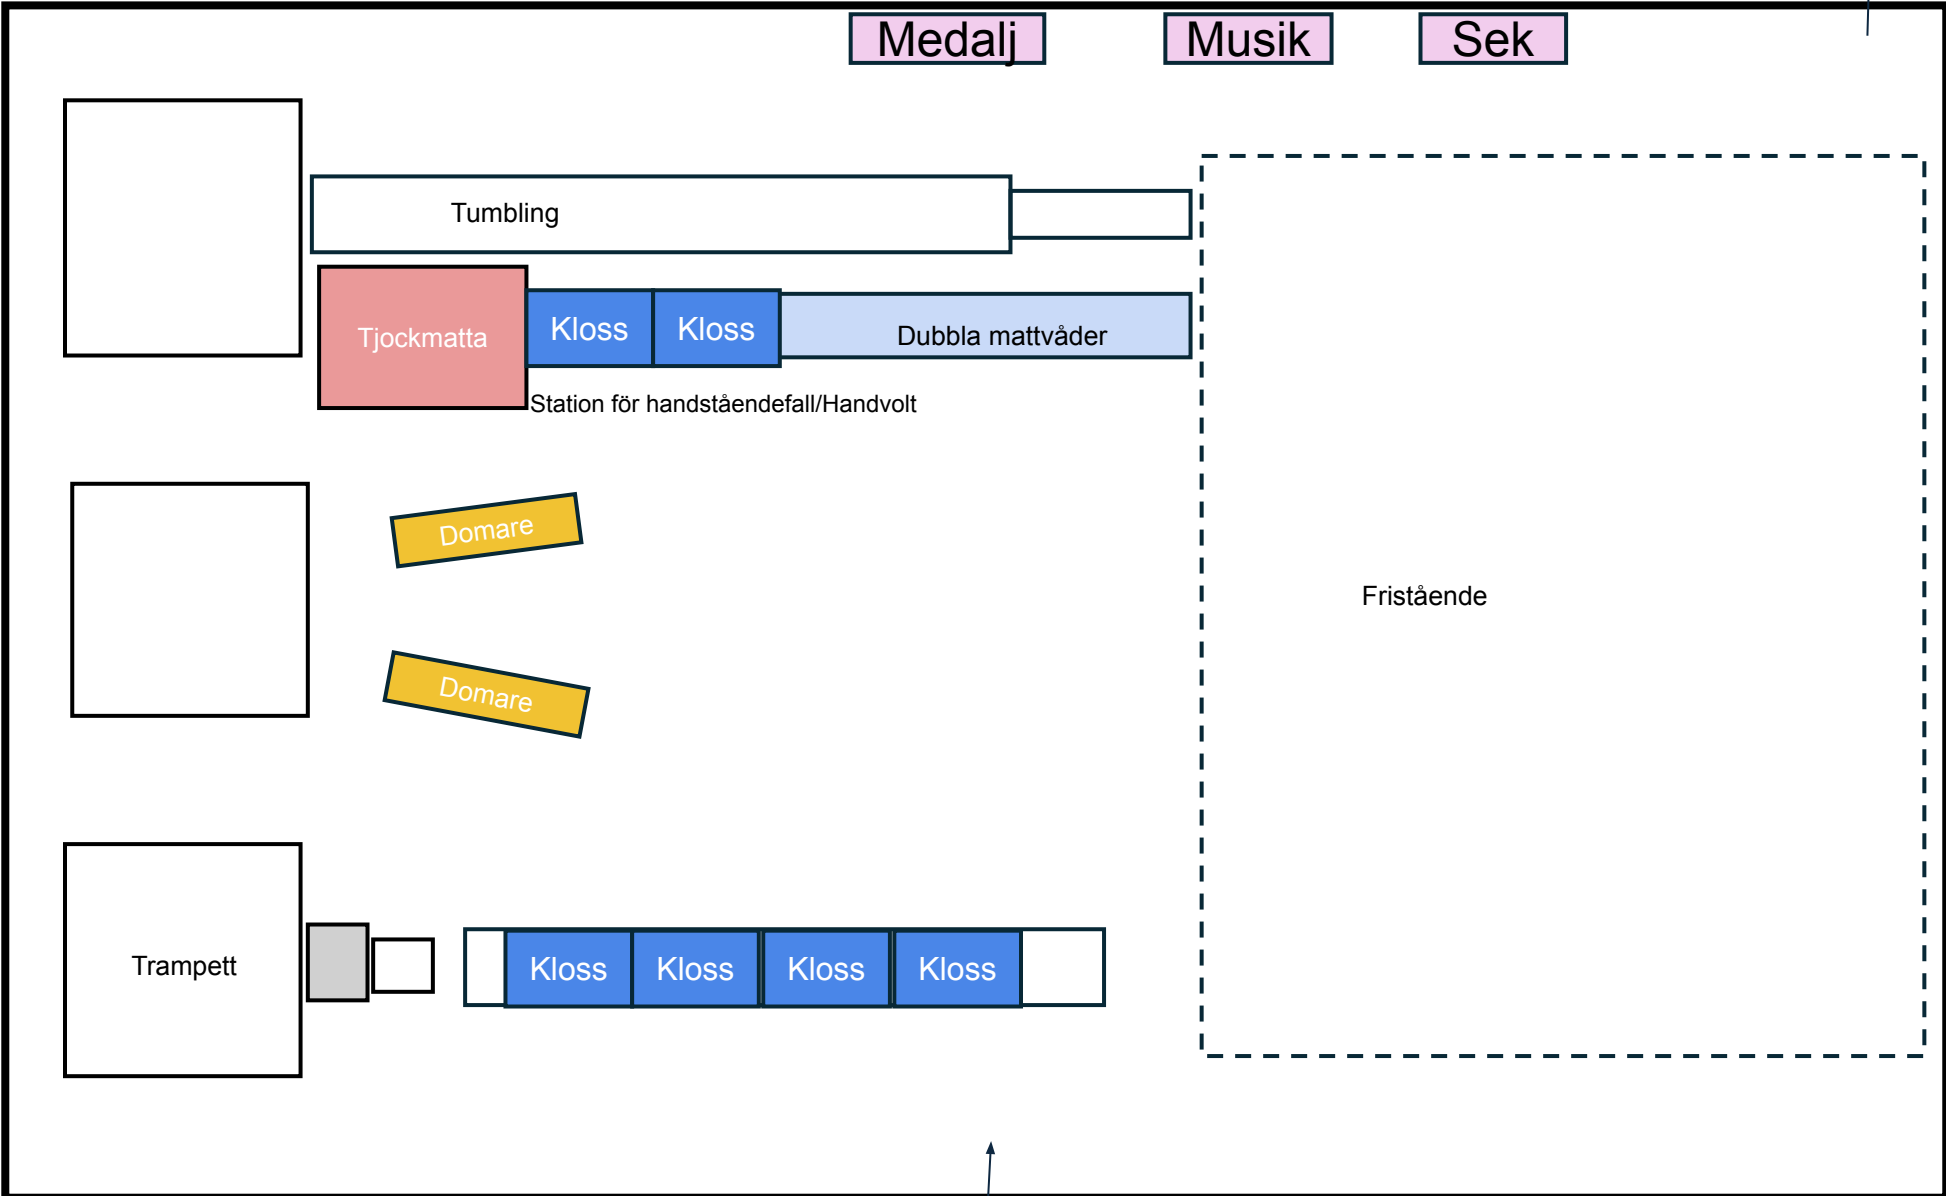 Medalj
Musik
Sek
Tumbling
Tjockmatta
Kloss
Kloss
Dubbla mattvåder
Station för handståendefall/Handvolt
Domare
Domare
Fristående
Trampett
Kloss
Kloss
Kloss
Kloss